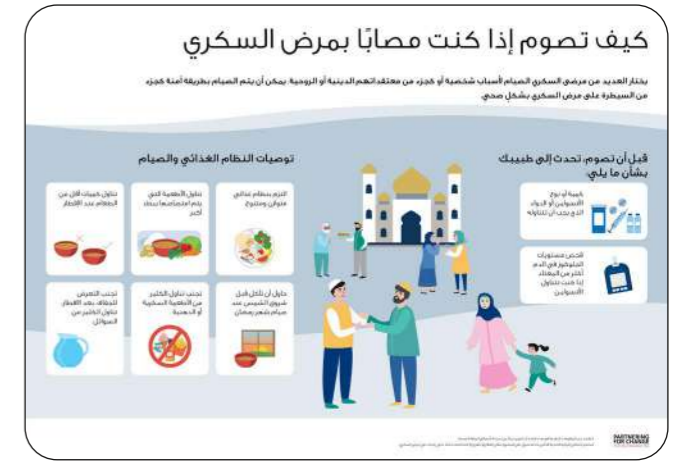 كيف تصوم إذا كنت مصابًا بمرض السكري
يختار العديد من مرضى السكري الصيام لأسباب شخصية أو كجزء من معتقداتهم الدينية أو الروحية. يمكن أن يتم الصيام بطريقة آمنة كجزء
من السيطرة على مرض السكري بشكلٍ صحي.
قبل أن تصوم، تحدث إلى طبيبك
بشأن ما يلي:
كمية أو نوع
الأنسولين أو الدواء
الذي يجب أن تتناوله
فحص مستويات
الجلوكوز في الدم
أكثر من المعتاد
إذا كنت تتناول
الأنسولين
توصيات النظام الغذائي والصيام
التزم بنظام غذائي
متوازن ومتنوع
تناول الأطعمة التي
يتم امتصاصها ببطء
أكبر
تناول كميات أقل من
الطعام عند الإفطار
حاول أن تأكل قبل
شروق الشمس عند
صيام شهر رمضان
تجنب تناول الكثير
من الأطعمة السكرية
أو الدهنية
تجنب التعرض
للجفاف بعد الإفطار
تناول الكثير من
السوائل
PARTNERING
FOR CHANGE